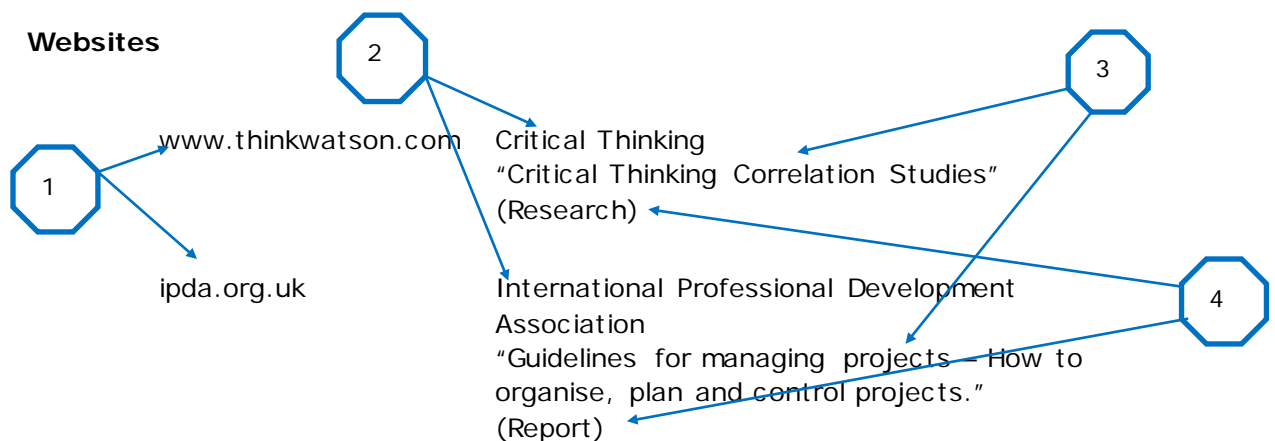 Websites
2
3
www.thinkwatson.com Critical Thinking
“Critical Thinking Correlation Studies”
1
(Research)
ipda.org.uk International Professional Development
4
Association
“Guidelines for managing projects – How to
organise, plan and control projects.”
(Report)